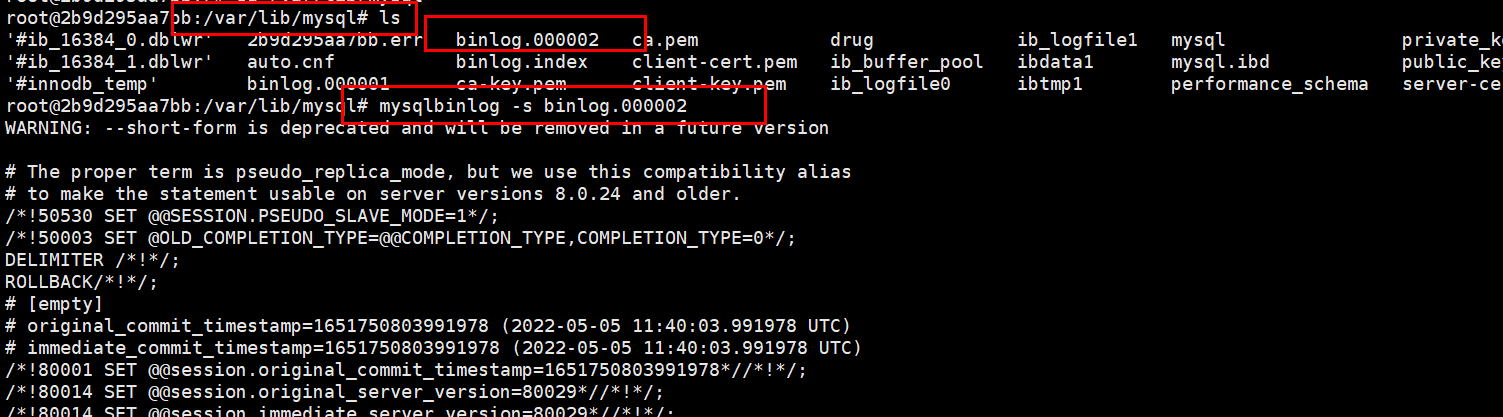 root@2b9d295aa7bb:/var/lib/mysql# ls
'#ib_16384_0.dblwr' 2b9d295aa7bb.err binlog.000002 ca.pem drug ib_logfile1 mysql private_ke
'#ib_16384_1.dblwr' auto.cnf binlog.index client-cert.pem ib_buffer_pool ibdata1 mysql.ibd public_key
'#innodb_temp' binlog.000001 ca-key.pem client-key.pem ib_logfile0 ibtmp1 performance_schema server-ce
root@2b9d295aa7bb:/var/lib/mysql# mysqlbinlog -s binlog.000002
WARNING: --short-form is deprecated and will be removed in a future version
# The proper term is pseudo_replica_mode, but we use this compatibility alias
# to make the statement usable on server versions 8.0.24 and older.
/*!50530 SET @@SESSION.PSEUDO_SLAVE_MODE=1*/;
/*!50003 SET @OLD_COMPLETION_TYPE=@@COMPLETION_TYPE,COMPLETION_TYPE=0*/;
DELIMITER /*!*/;
ROLLBACK/*!*/;
# [empty]
# original_commit_timestamp=1651750803991978 (2022-05-05 11:40:03.991978 UTC)
# immediate_commit_timestamp=1651750803991978 (2022-05-05 11:40:03.991978 UTC)
/*!80001 SET @@session.original_commit_timestamp=1651750803991978*//*!*/;
/*!80014 SET @@session.original_server_version=80029*//*!*/;
/*!80014 SET @@session.immediate_server_version=80029*//*!*/;